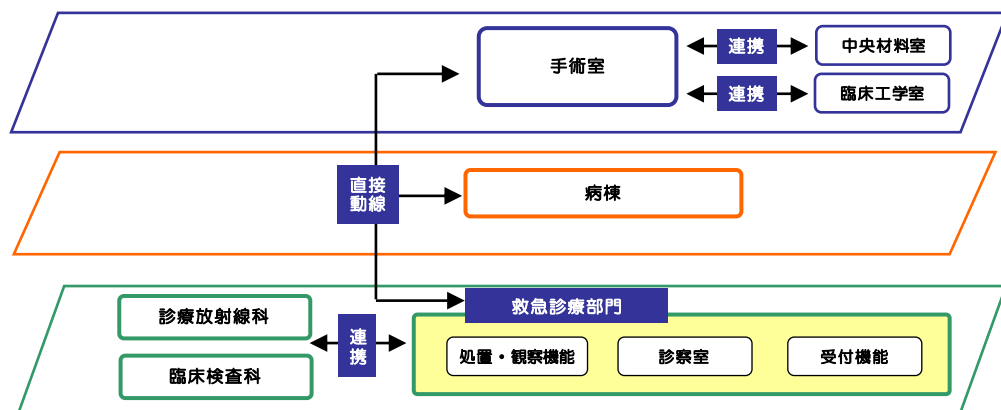 手術室
連携
中央材料室
連携
臨床工学室
直接
動線
病棟
救急診療部門
診療放射線科
連
携
臨床検査科
処置・観察機能
診察室
受付機能